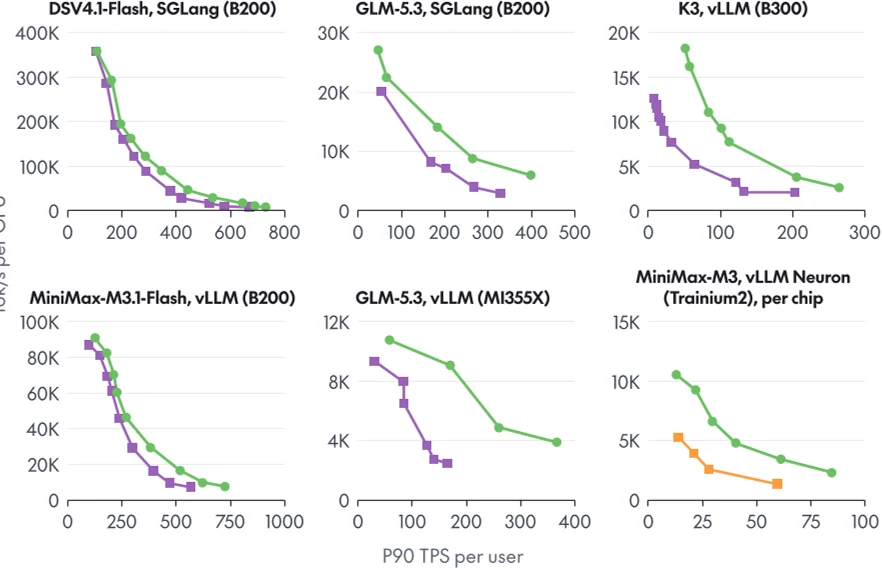 DSV4.1-Flash, SGLang (B200)
400K
300K
200K
100K
0
0 200 400 600 800
GLM-5.3, SGLang (B200)
30K
20K
10K
0
0 100 200 300 400 500
K3, vLLM (B300)
20K
15K
10K
5K
0
0 100 200 300
MiniMax-M3.1-Flash, vLLM (B200)
100K
80K
60K
40K
20K
0
0 250 500 750 1000
GLM-5.3, vLLM (MI355X)
12K
8K
4K
0
0 100 200 300 400
MiniMax-M3, vLLM Neuron
(Trainium2), per chip
15K
10K
5K
0
0 25 50 75 100
P90 TPS per user